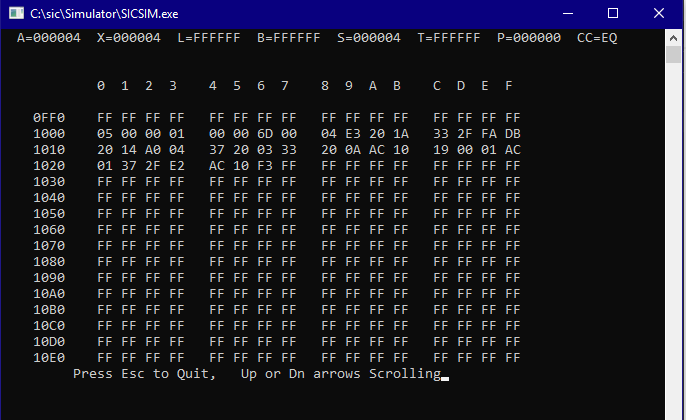 C:\sic\Simulator\SICSIM.exe
A=000004 X=000004 L=FFFFFF B=FFFFFF S=000004 T=FFFFFF P=000000 CC=EQ
0 1 2 3 4 5 6 7 8 9 A B C D E F
0FF0 FF FF FF FF FF FF FF FF FF FF FF FF FF FF FF FF
1000 05 00 00 01 00 00 6D 00 04 E3 20 1A 33 2F FA DB
1010 20 14 A0 04 37 20 03 33 20 0A AC 10 19 00 01 AC
1020 01 37 2F E2 AC 10 F3 FF FF FF FF FF FF FF FF FF
1030 FF FF FF FF FF FF FF FF FF FF FF FF FF FF FF FF
1040 FF FF FF FF FF FF FF FF FF FF FF FF FF FF FF FF
1050 FF FF FF FF FF FF FF FF FF FF FF FF FF FF FF FF
1060 FF FF FF FF FF FF FF FF FF FF FF FF FF FF FF FF
1070 FF FF FF FF FF FF FF FF FF FF FF FF FF FF FF FF
1080 FF FF FF FF FF FF FF FF FF FF FF FF FF FF FF FF
1090 FF FF FF FF FF FF FF FF FF FF FF FF FF FF FF FF
10A0 FF FF FF FF FF FF FF FF FF FF FF FF FF FF FF FF
10B0 FF FF FF FF FF FF FF FF FF FF FF FF FF FF FF FF
10C0 FF FF FF FF FF FF FF FF FF FF FF FF FF FF FF FF
10D0 FF FF FF FF FF FF FF FF FF FF FF FF FF FF FF FF
10E0 FF FF FF FF FF FF FF FF FF FF FF FF FF FF FF FF
Press Esc to Quit, Up or Dn arrows Scrolling